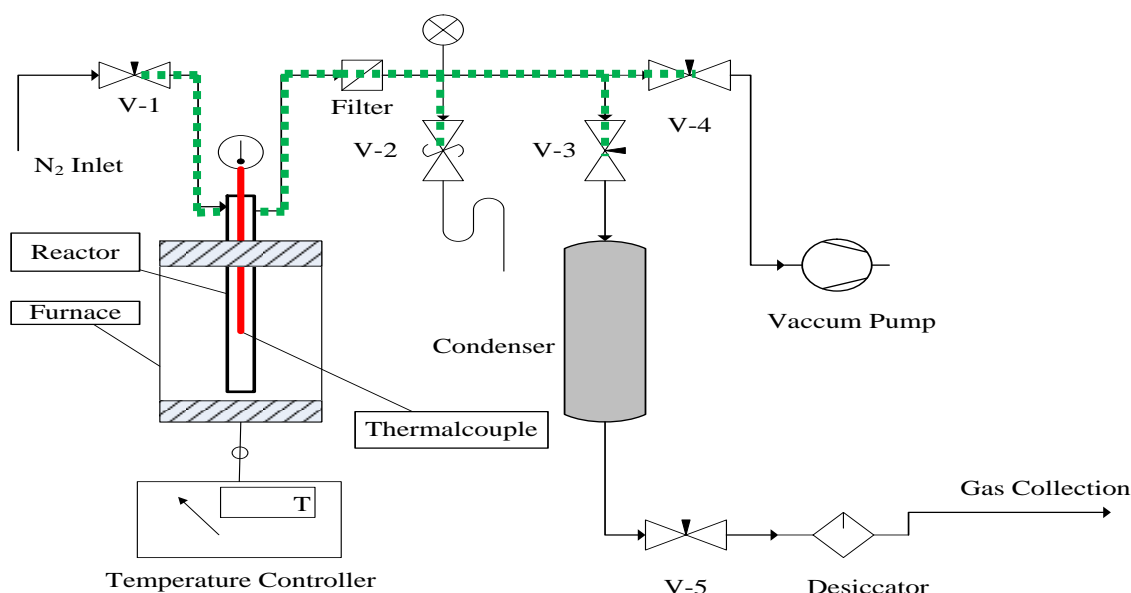 V-1
Filter
V-2
V-3
V-4
N₂ Inlet
Reactor
Furnace
Condenser
Vaccum Pump
Thermalcouple
T
Gas Collection
Temperature Controller
V-5
Desiccator